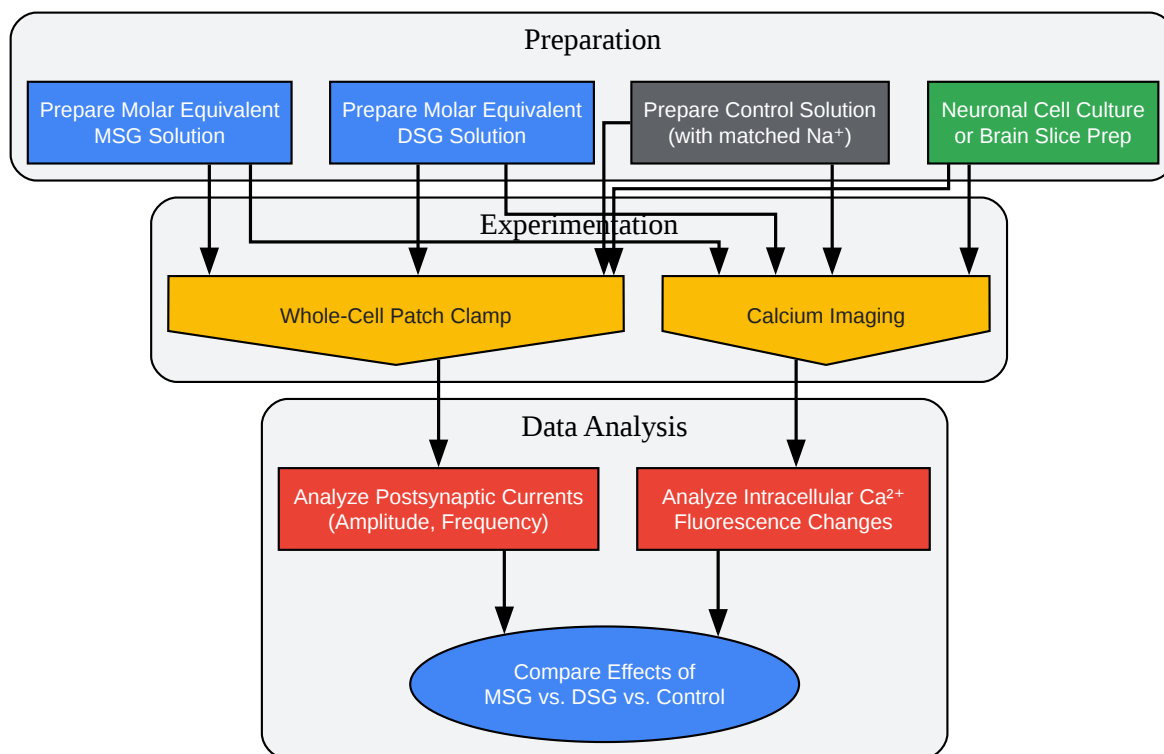 Preparation
Prepare Molar Equivalent
MSG Solution
Prepare Molar Equivalent
DSG Solution
Prepare Control Solution
(with matched Na⁺)
Neuronal Cell Culture
or Brain Slice Prep
Experimentation
Whole-Cell Patch Clamp
Calcium Imaging
Data Analysis
Analyze Postsynaptic Currents
(Amplitude, Frequency)
Analyze Intracellular Ca²⁺
Fluorescence Changes
Compare Effects of
MSG vs. DSG vs. Control